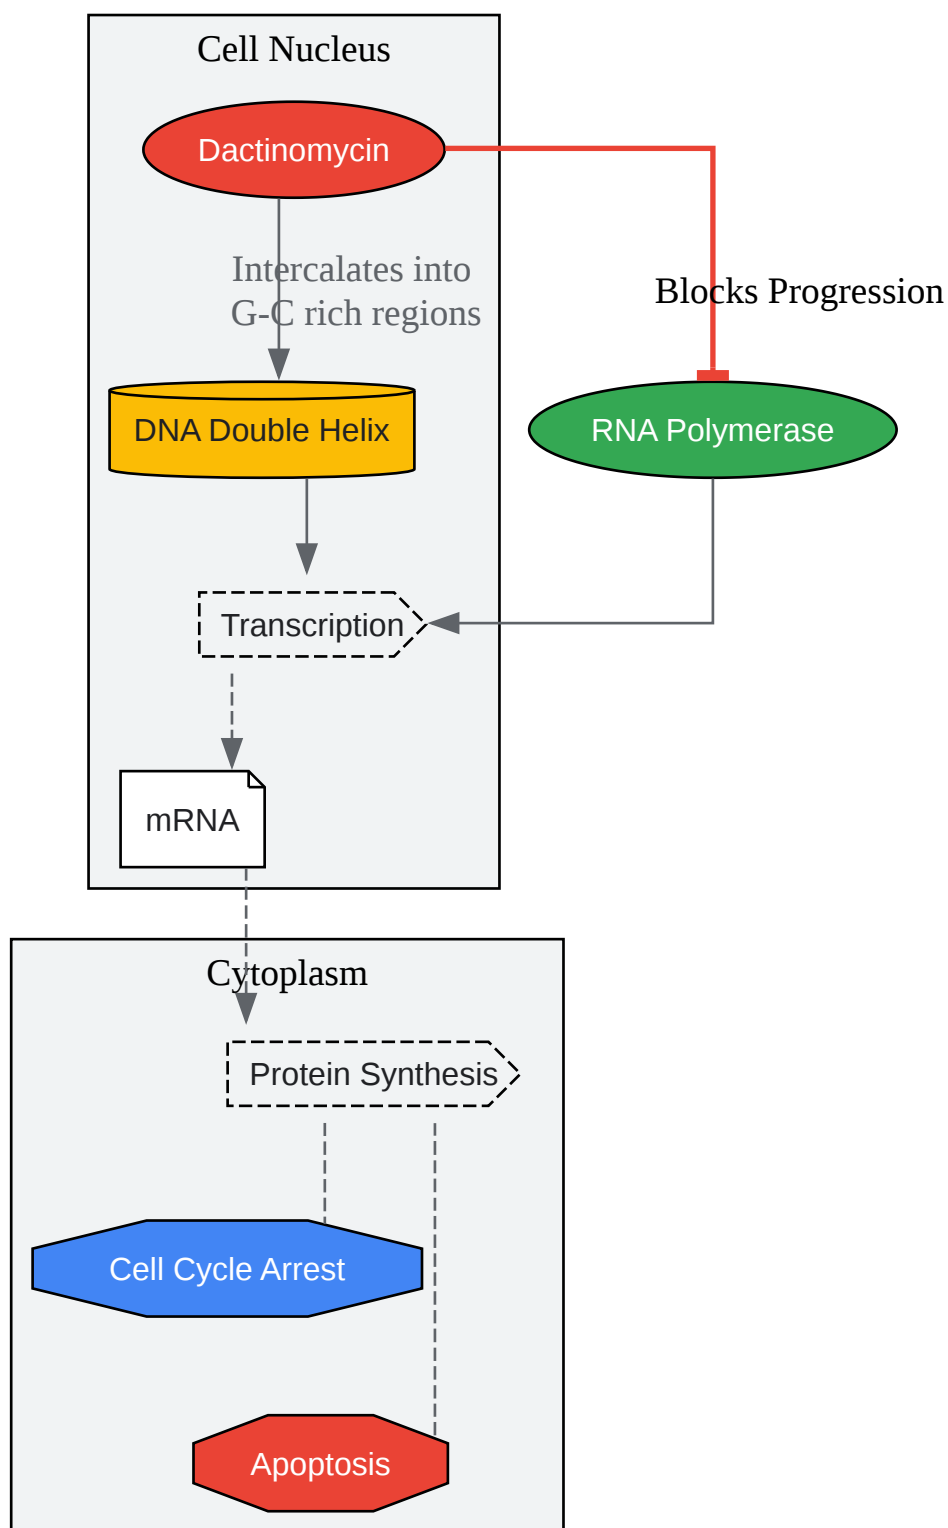 Cell Nucleus
Dactinomycin
Intercalates into
G-C rich regions
Blocks Progression
DNA Double Helix
RNA Polymerase
Transcription
mRNA
Cytoplasm
Protein Synthesis
Cell Cycle Arrest
Apoptosis